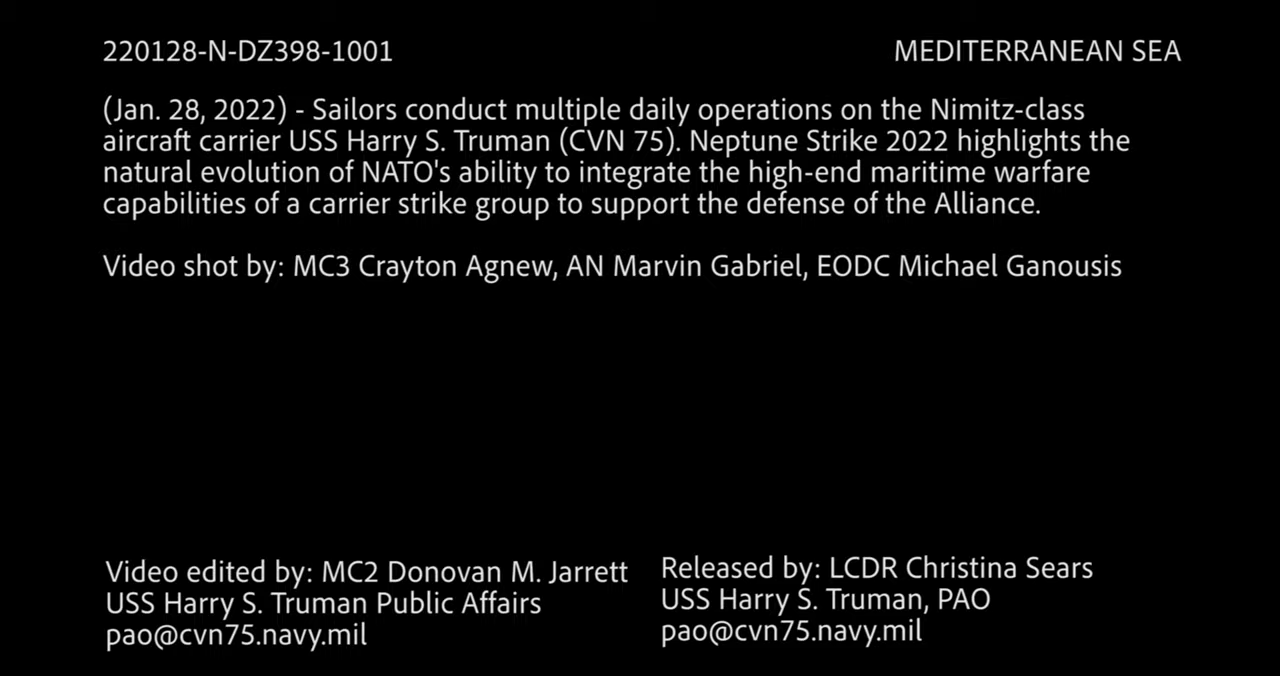 220128-N-DZ398-1001
MEDITERRANEAN SEA
(Jan. 28, 2022) - Sailors conduct multiple daily operations on the Nimitz-class
aircraft carrier USS Harry S. Truman (CVN 75). Neptune Strike 2022 highlights the
natural evolution of NATO's ability to integrate the high-end maritime warfare
capabilities of a carrier strike group to support the defense of the Alliance.
Video shot by: MC3 Crayton Agnew, AN Marvin Gabriel, EODC Michael Ganousis
Video edited by: MC2 Donovan M. Jarrett
USS Harry S. Truman Public Affairs
pao@cvn75.navy.mil
Released by: LCDR Christina Sears
USS Harry S. Truman, PAO
pao@cvn75.navy.mil